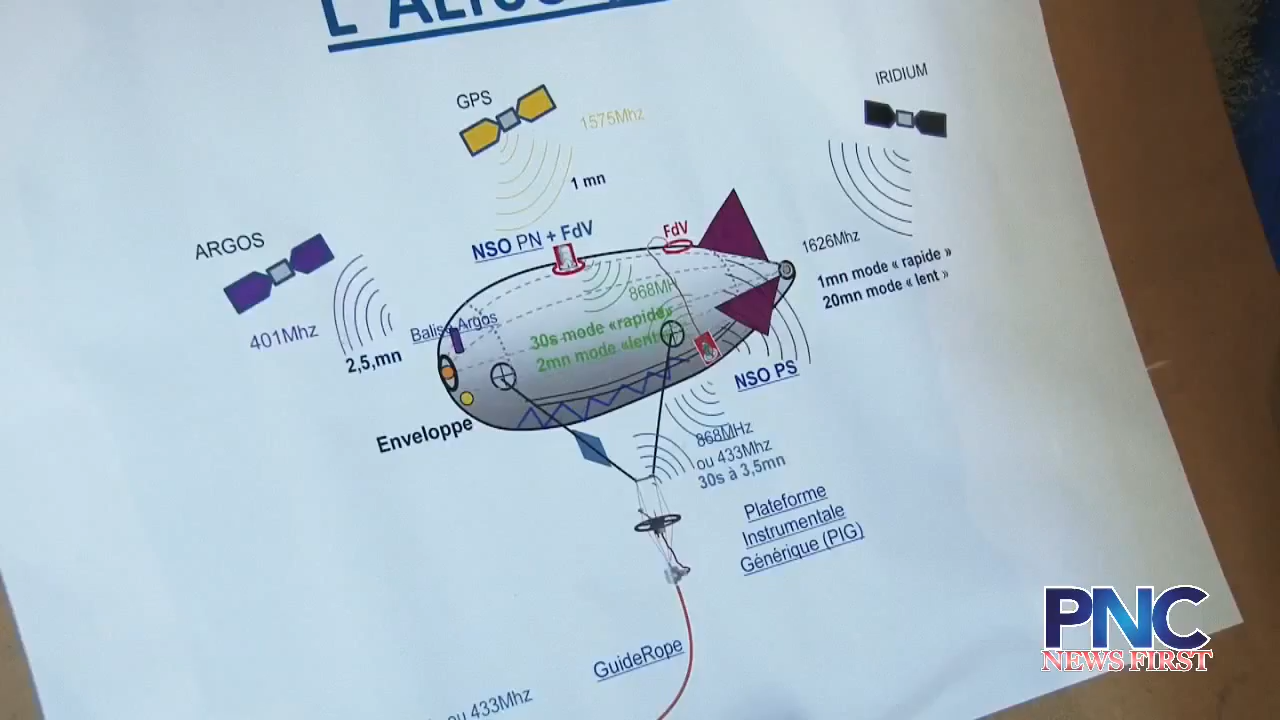 GPS
1575Mhz
IRIDIUM
1 mn
ARGOS
401Mhz
2,5,mn
NSO PN + FdV
FdV
1626Mhz
1mn mode « rapide »
20mn mode « lent »
Balise Argos
30s mode «rapide»
2mn mode «lent»
NSO PS
Enveloppe
868MHz
ou 433Mhz
30s à 3,5mn
Plateforme
Instrumentale
Générique (PIG)
GuideRope
ou 433Mhz
PNC
NEWS FIRST